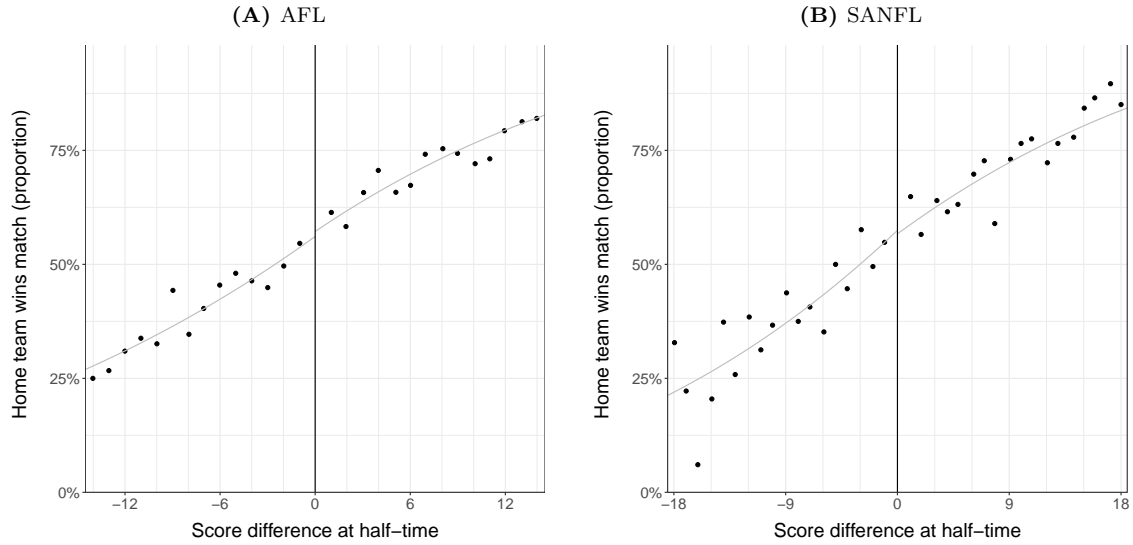 (A) AFL
Home team wins match (proportion)
75%
50%
25%
0%
−12 −6 0 6 12
Score difference at half−time
(B) SANFL
Home team wins match (proportion)
75%
50%
25%
0%
−18 −9 0 9 18
Score difference at half−time